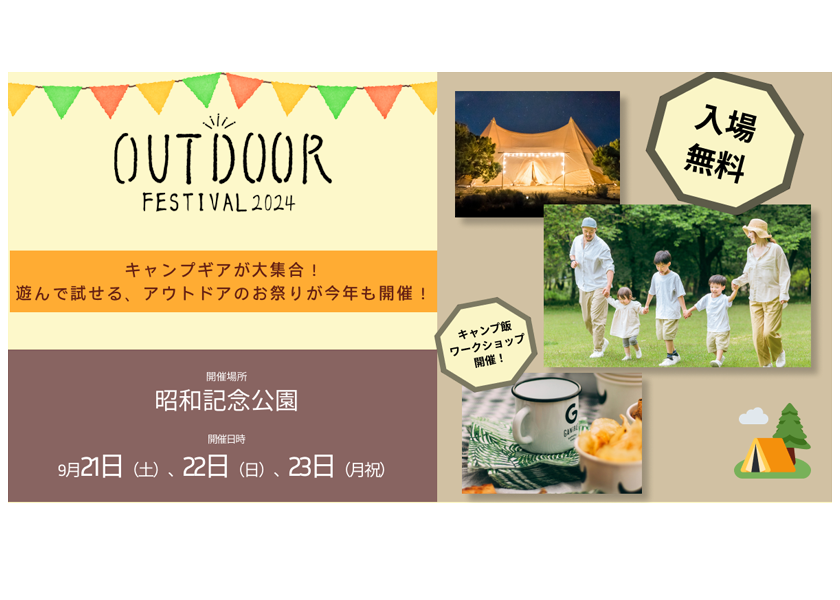 OUTDOOR
FESTIVAL 2024
キャンプギアが大集合！
遊んで試せる、アウトドアのお祭りが今年も開催！
開催場所
昭和記念公園
開催日時
9月21日（土）、22日（日）、23日（月祝）
入場
無料
キャンプ飯
ワークショップ
開催！
G